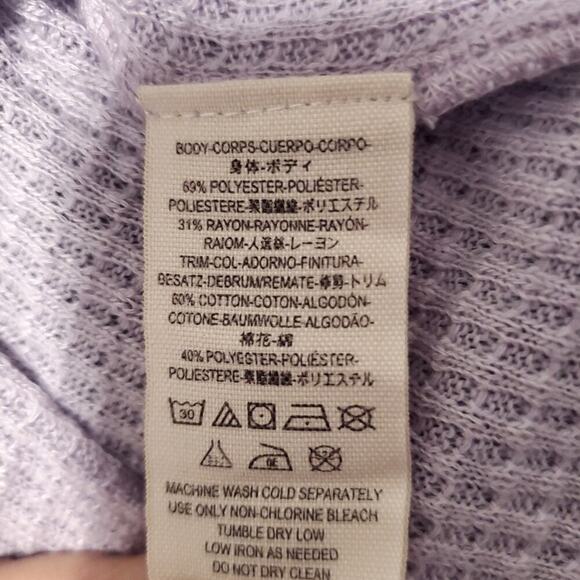 BODY-CORPS-CUERPO-CORPO-
身体-ボディ
69% POLYESTER-POLIÉSTER-
POLIESTERE-聚酯纖維-ポリエステル
31% RAYON-RAYONNE-RAYÓN-
RAIOM-人造絲-レーヨン
TRIM-COL-ADORNO-FINITURA-
BESATZ-DEBRUM/REMATE-修剪-トリム
60% COTTON-COTON-ALGODÓN-
COTONE-BAUMWOLLE-ALGODÃO-
棉花-綿
40% POLYESTER-POLIÉSTER-
POLIESTERE-聚酯纖維-ポリエステル
30
MACHINE WASH COLD SEPARATELY
USE ONLY NON-CHLORINE BLEACH
TUMBLE DRY LOW
LOW IRON AS NEEDED
DO NOT DRY CLEAN